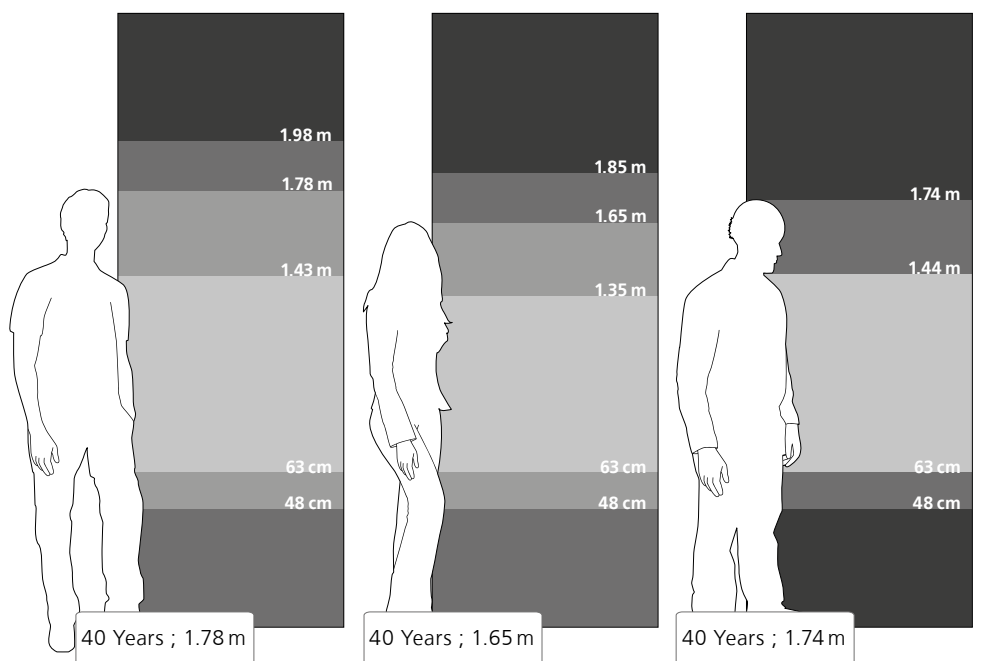 1.98 m
1.78 m
1.43 m
63 cm
48 cm
40 Years ; 1.78 m
1.85 m
1.65 m
1.35 m
63 cm
48 cm
40 Years ; 1.65 m
1.74 m
1.44 m
63 cm
48 cm
40 Years ; 1.74 m